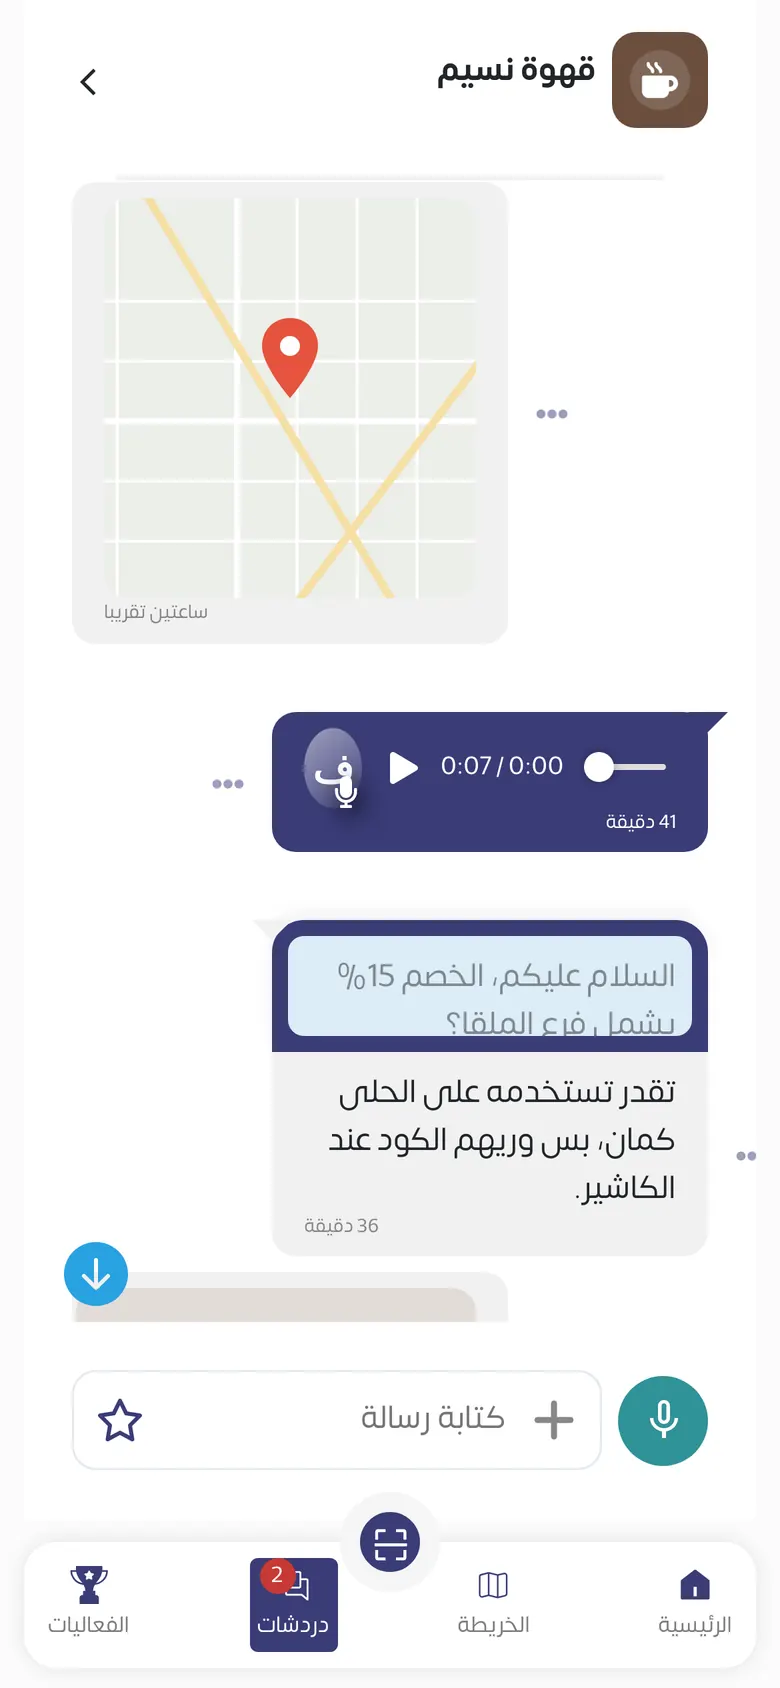 قهوة نسيم
ساعتين تقريبا
ف
0:07 / 0:00
41 دقيقة
السلام عليكم، الخصم 15%
يشمل فرع الملقا؟
تقدر تستخدمه على الحلى
كمان، بس وريهم الكود عند
الكاشير.
36 دقيقة
كتابة رسالة
الرئيسية
الخريطة
2
دردشات
الفعاليات